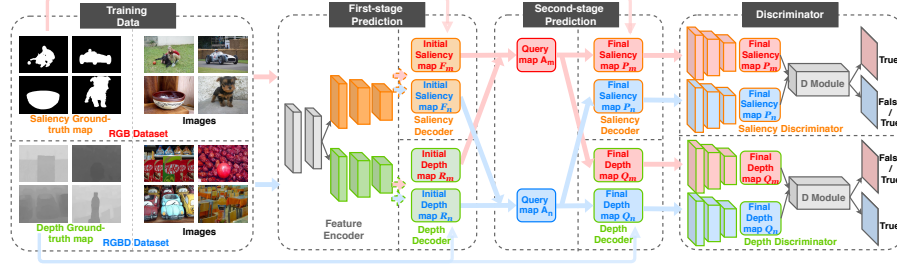 Training
Data
Saliency Ground-
truth map
RGB Dataset
Images
Depth Ground-
truth map
RGBD Dataset
Images
First-stage
Prediction
Feature
Encoder
Initial
Saliency
map Fm
Initial
Saliency
map Fn
Saliency Decoder
Initial
Depth
map Rm
Initial
Depth
map Rn
Depth Decoder
Second-stage
Prediction
Query
map Am
Query
map An
Final
Saliency
map Pm
Final
Saliency
map Pn
Saliency Decoder
Final
Depth
map Qm
Final
Depth
map Qn
Depth Decoder
Discriminator
Final
Saliency
map Pm
Final
Saliency
map Pn
D Module
True
False
/
True
Saliency Discriminator
Final
Depth
map Qm
Final
Depth
map Qn
D Module
False
/
True
True
Depth Discriminator